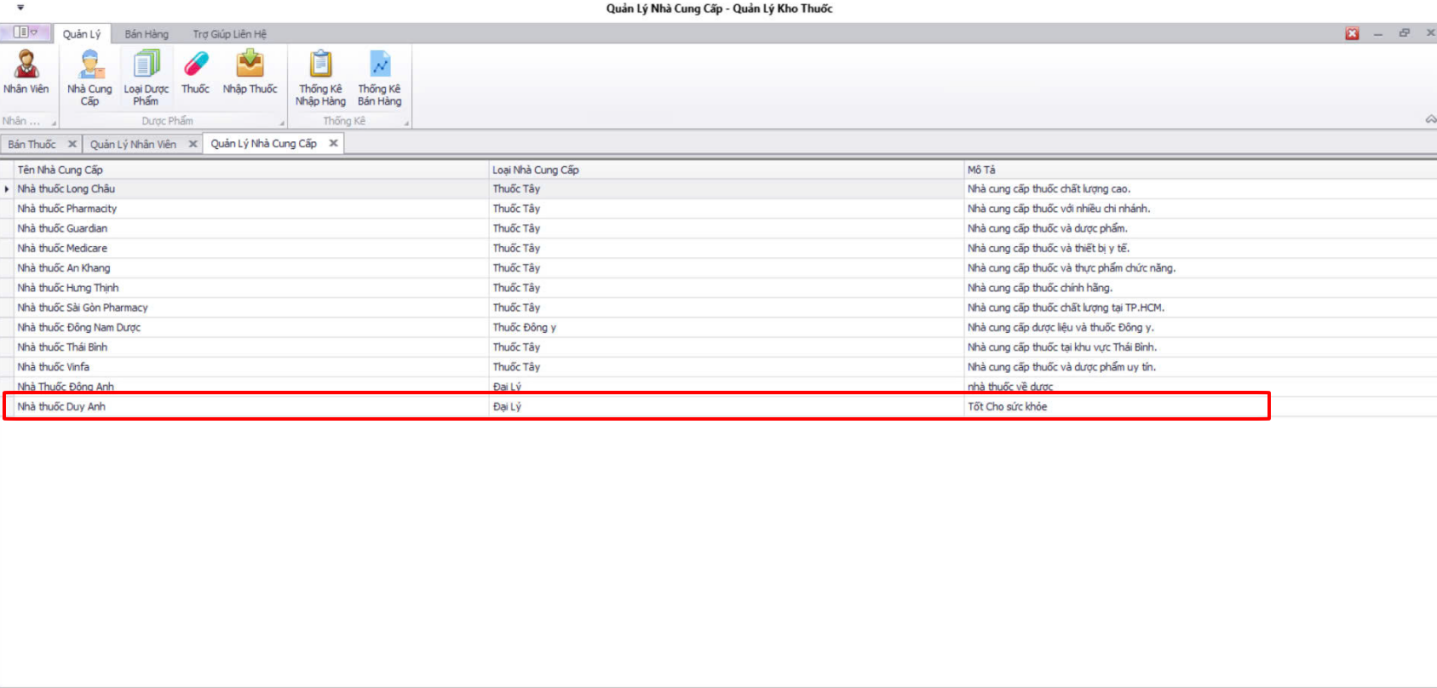 Quản Lý Nhà Cung Cấp - Quản Lý Kho Thuốc
Quản Lý Bán Hàng Trợ Giúp Liên Hệ
Nhân Viên Nhà Cung Cấp Loại Dược Phẩm Thuốc Nhập Thuốc Thống Kê Nhập Hàng Thống Kê Bán Hàng
Nhân ... Dược Phẩm Thống Kê
Bán Thuốc Quản Lý Nhân Viên Quản Lý Nhà Cung Cấp
Tên Nhà Cung Cấp Loại Nhà Cung Cấp Mô Tả
Nhà thuốc Long Châu Thuốc Tây Nhà cung cấp thuốc chất lượng cao.
Nhà thuốc Pharmacity Thuốc Tây Nhà cung cấp thuốc với nhiều chi nhánh.
Nhà thuốc Guardian Thuốc Tây Nhà cung cấp thuốc và dược phẩm.
Nhà thuốc Medicare Thuốc Tây Nhà cung cấp thuốc và thiết bị y tế.
Nhà thuốc An Khang Thuốc Tây Nhà cung cấp thuốc và thực phẩm chức năng.
Nhà thuốc Hưng Thịnh Thuốc Tây Nhà cung cấp thuốc chính hãng.
Nhà thuốc Sài Gòn Pharmacy Thuốc Tây Nhà cung cấp thuốc chất lượng tại TP.HCM.
Nhà thuốc Đông Nam Dược Thuốc Đông y Nhà cung cấp dược liệu và thuốc Đông y.
Nhà thuốc Thái Bình Thuốc Tây Nhà cung cấp thuốc tại khu vực Thái Bình.
Nhà thuốc Vinfa Thuốc Tây Nhà cung cấp thuốc và dược phẩm uy tín.
Nhà Thuốc Đông Anh Đại Lý nhà thuốc về dược
Nhà thuốc Duy Anh Đại Lý Tốt Cho sức khỏe